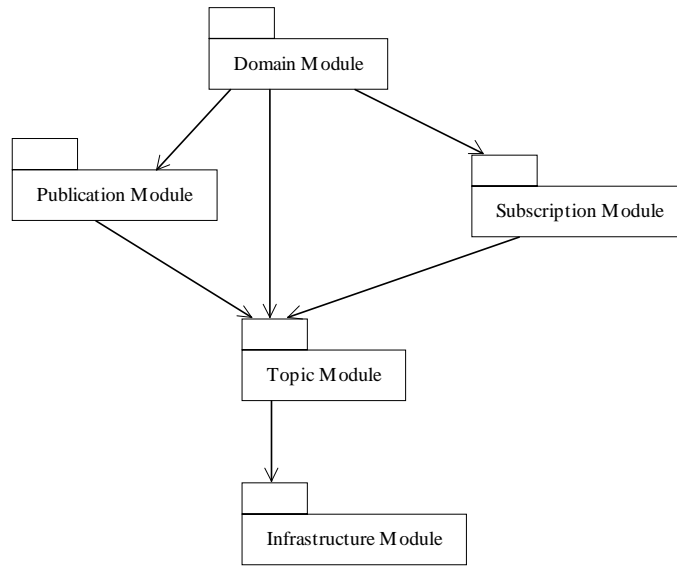 Domain Module
Publication Module
Subscription Module
Topic Module
Infrastructure Module